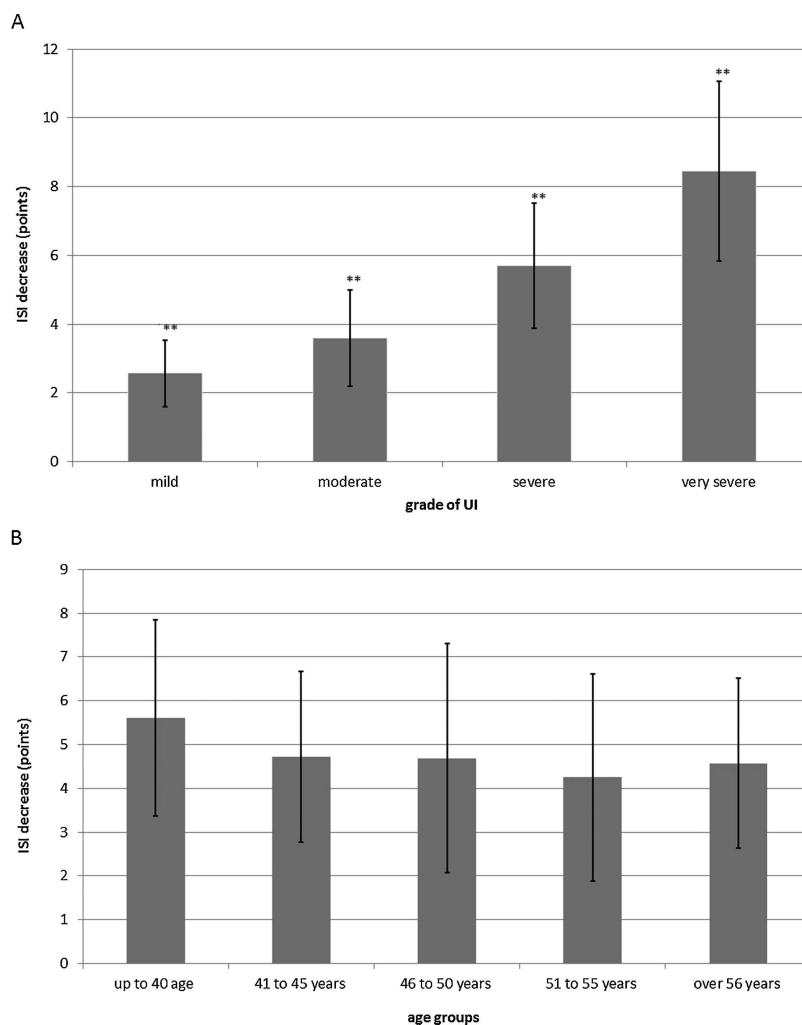 A
12
10
8
6
4
2
0
ISI decrease (points)
**
**
**
**
mild moderate severe very severe
grade of UI
B
9
8
7
6
5
4
3
2
1
0
ISI decrease (points)
up to 40 age 41 to 45 years 46 to 50 years 51 to 55 years over 56 years
age groups